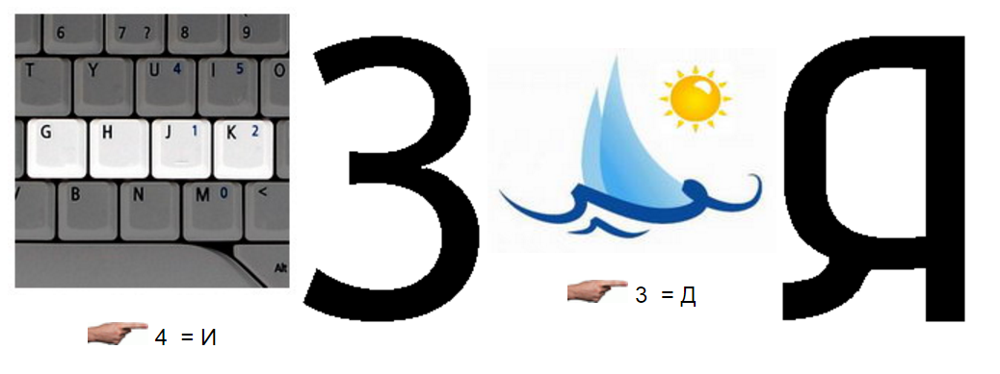 6 7 ? 8 9
T Y U 4 I 5 O
G H J 1 K 2
B N M 0 <
Alt
З Я
3 = Д
4 = И